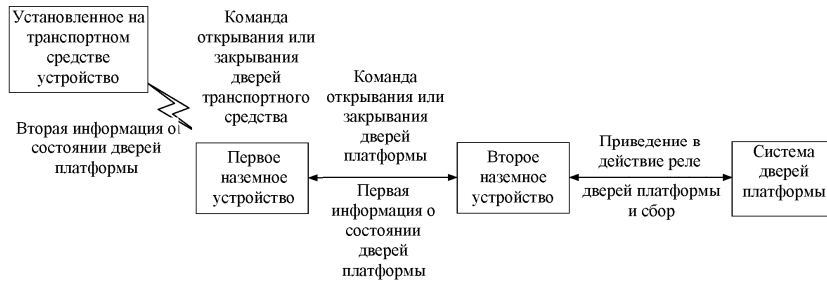 Установленное на
транспортном
средстве
устройство
Команда
открывания или
закрывания
дверей
транспортного
средства
Вторая информация о
состоянии дверей
платформы
Первое
наземное
устройство
Команда
открывания или
закрывания
дверей
платформы
Первая
информация о
состоянии
дверей
платформы
Второе
наземное
устройство
Приведение в
действие реле
дверей платформы
и сбор
Система
дверей
платформы